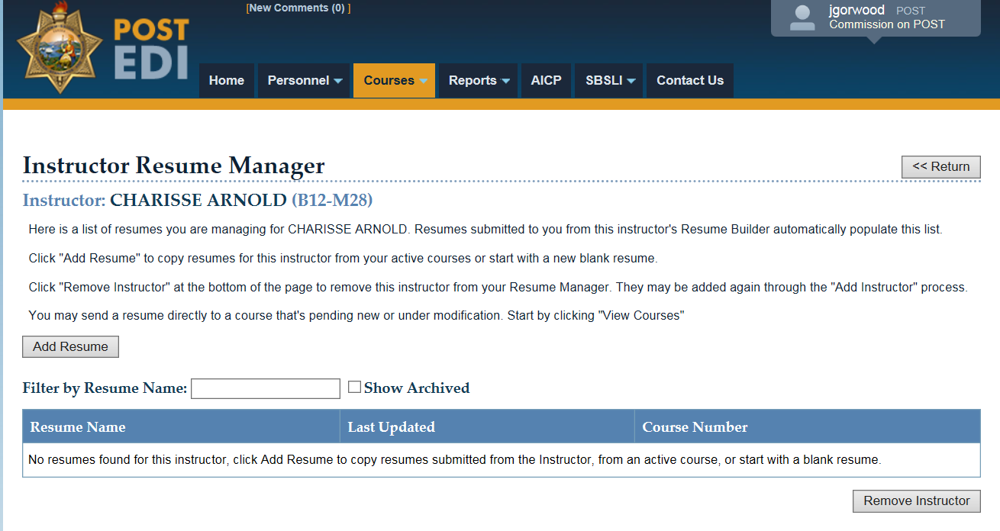 [New Comments (0) ]
jgorwood POST
Commission on POST
POST
EDI
Home Personnel Courses Reports AICP SBSLI Contact Us
Instructor Resume Manager
<< Return
Instructor: CHARISSE ARNOLD (B12-M28)
Here is a list of resumes you are managing for CHARISSE ARNOLD. Resumes submitted to you from this instructor's Resume Builder automatically populate this list.
Click "Add Resume" to copy resumes for this instructor from your active courses or start with a new blank resume.
Click "Remove Instructor" at the bottom of the page to remove this instructor from your Resume Manager. They may be added again through the "Add Instructor" process.
You may send a resume directly to a course that's pending new or under modification. Start by clicking "View Courses"
Add Resume
Filter by Resume Name: Show Archived
Resume Name Last Updated Course Number
No resumes found for this instructor, click Add Resume to copy resumes submitted from the Instructor, from an active course, or start with a blank resume.
Remove Instructor